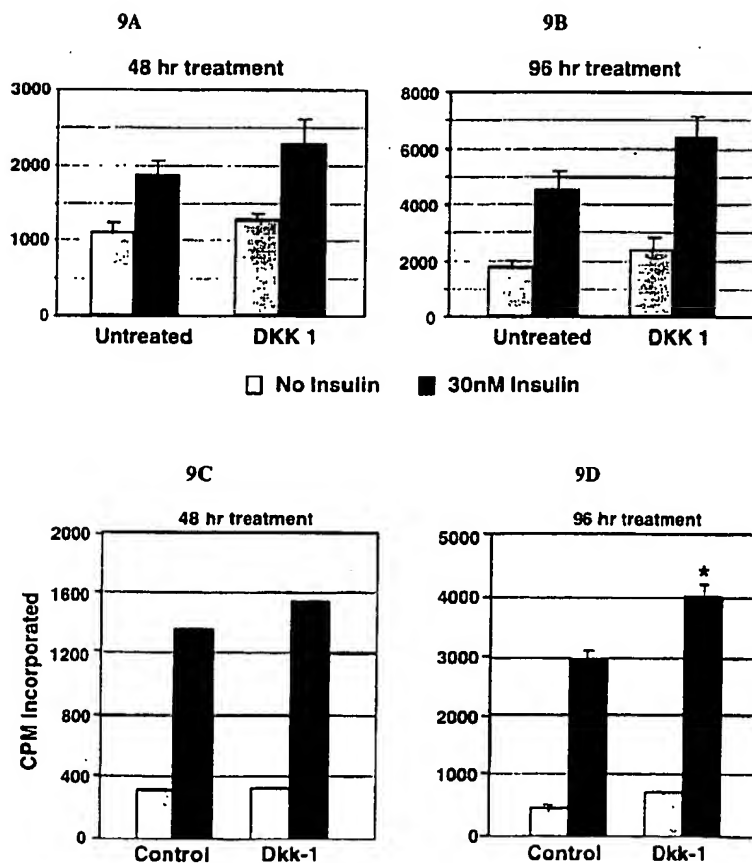 9A
9B
48 hr treatment
96 hr treatment
3000
2000
1000
0
8000
6000
4000
2000
0
Untreated
DKK 1
Untreated
DKK 1
No Insulin
30nM Insulin
9C
9D
48 hr treatment
96 hr treatment
2000
1600
1200
800
400
0
CPM Incorporated
5000
4000
3000
2000
1000
0
*
Control
Dkk-1
Control
Dkk-1